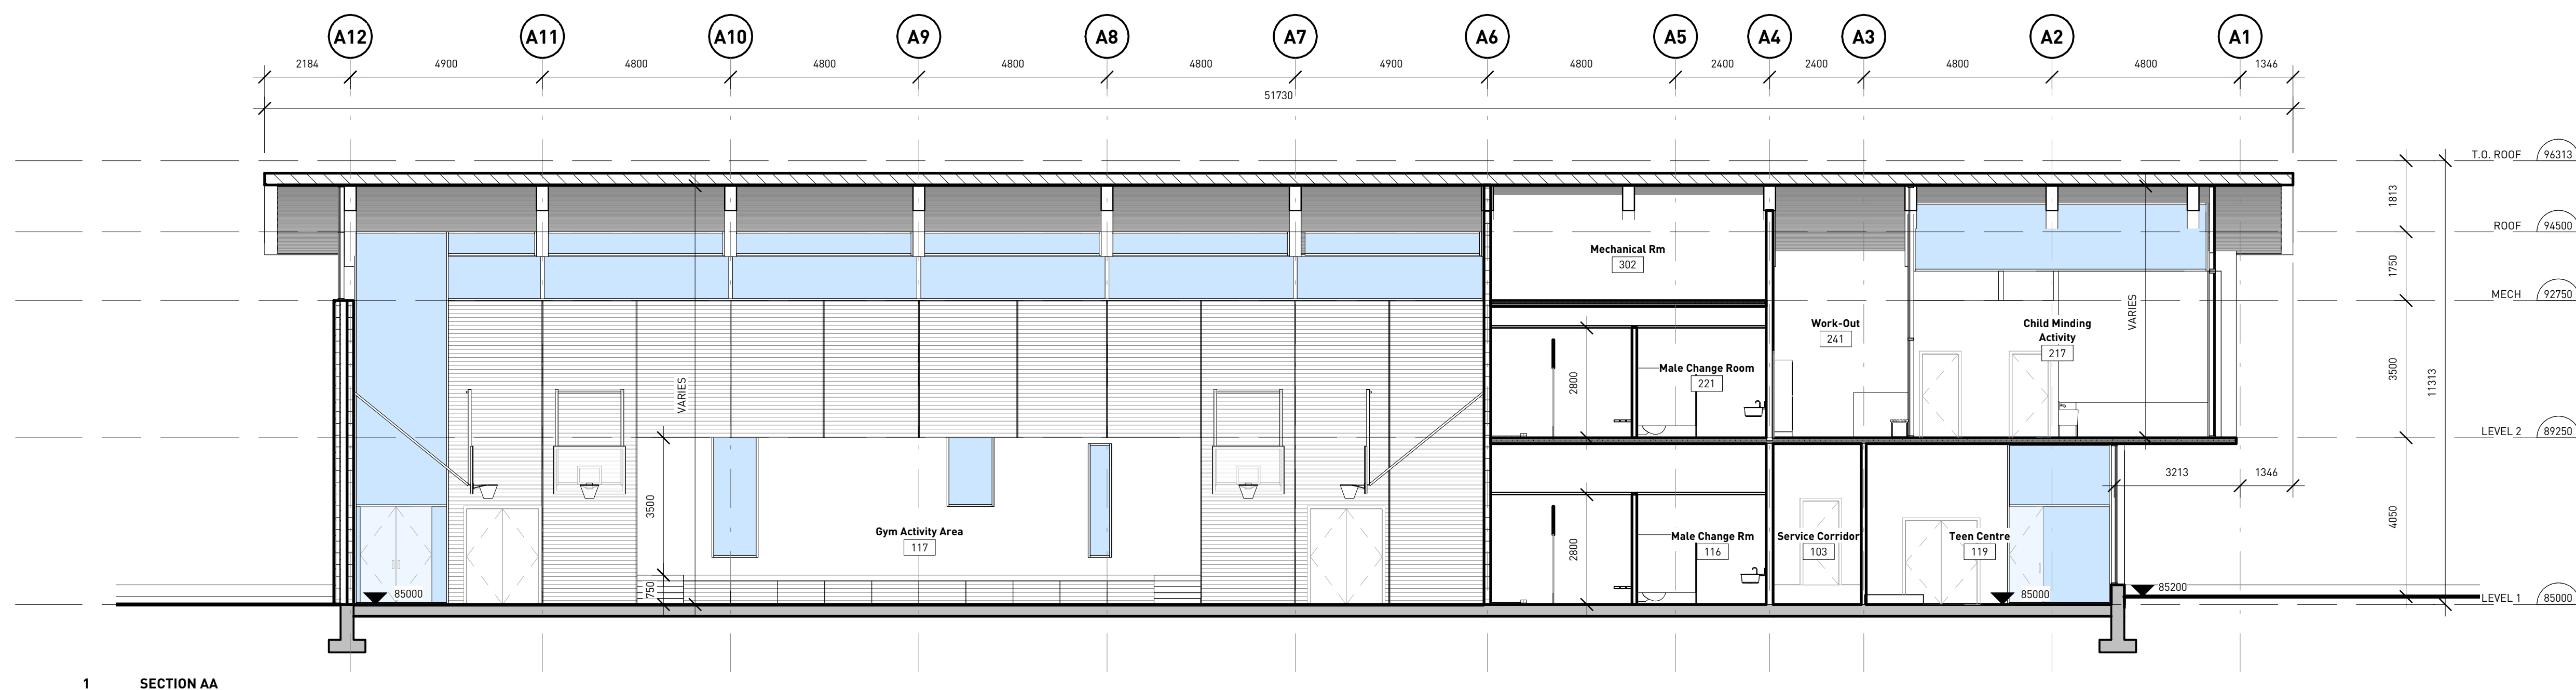 A12 A11 A10 A9 A8 A7 A6 A5 A4 A3 A2 A1
2184 4900 4800 4800 4800 4800 4900 4800 2400 2400 4800 4800 1346
51730
T.O. ROOF 96313
1813
ROOF 94500
Mechanical Rm
302
1750
MECH 92750
VARIES
Work-Out
241
Child Minding
Activity
217
VARIES
Male Change Room
221
2800
3500
11313
LEVEL 2 89250
3213 1346
3500
Gym Activity Area
117
2800
Male Change Rm
116
Service Corridor
103
Teen Centre
119
4050
750
85000
85000
85200
LEVEL 1 85000
1 SECTION AA